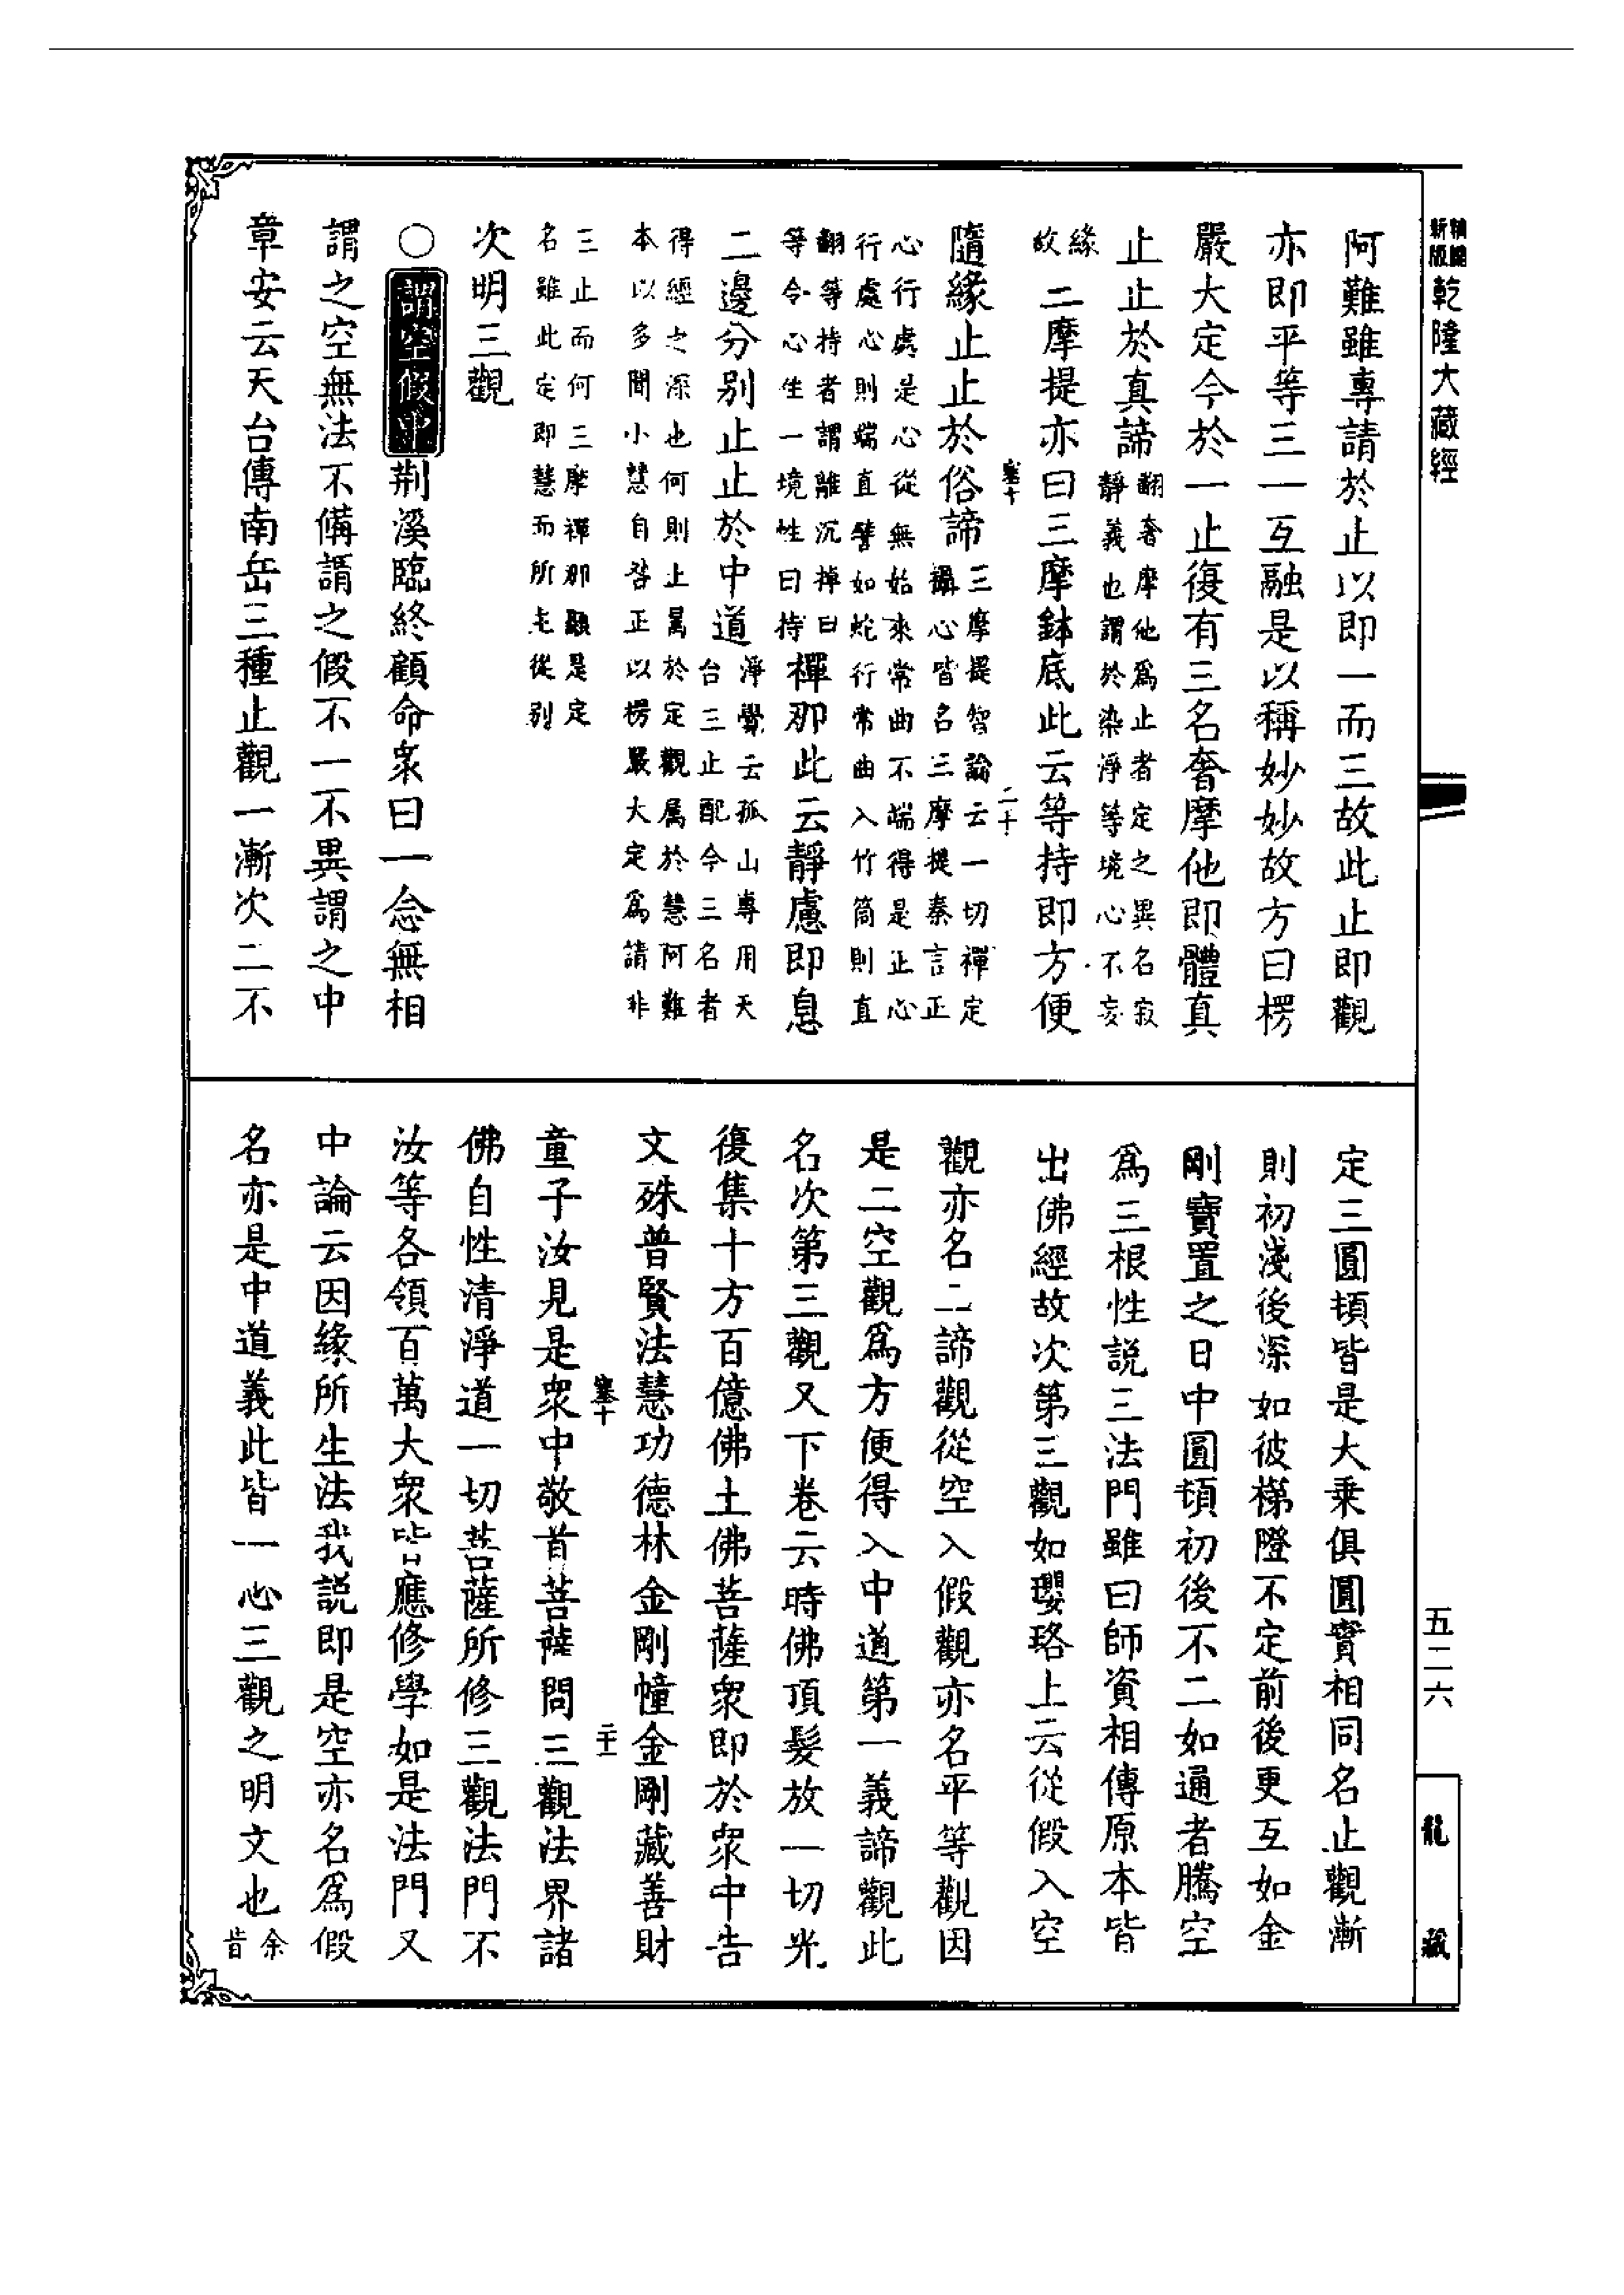 乾隆大藏經
阿難雖專請於止以即一而三故此止即觀
亦即平等三一互融是以稱妙妙故方曰楞
嚴大定今於一止復有三名奢摩他即體真
止止於真諦翻奢摩他爲止者定之異名寂
靜義也謂於染淨等境心不妄
緣
故二摩提亦曰三摩鉢底此云等持即方便
隨緣止止於俗諦三摩提智論云一切禪定
攝心皆名三摩提秦言正
心行處是心從無始來常曲不端得是正心
行處心則端直譬如蛇行常曲入竹筒則直
翻等持者謂離沉掉曰
等令心住一境性曰持禪那此云靜慮即息
二邊分別止止於中道淨覺云孤山專用天
台三止配今三名者
得經之深也何則止屬於定觀屬於慧阿難
本以多聞小慧自咎正以楞嚴大定爲請非
三止而何三摩禪那顯是定
名雖此定即慧而所走從別
次明三觀
○謂空假中荆溪臨終顧命衆曰一念無相
謂之空無法不備謂之假不一不異謂之中
章安云天台傳南岳三種止觀一漸次二不
定三圓頓皆是大乘俱圓實相同名止觀漸
則初淺後深如彼梯隥不定前後更互如金
剛寶置之日中圓頓初後不二如通者騰空
爲三根性説三法門雖曰師資相傳原本皆
出佛經故次第三觀如瓔珞上云從假入空
觀亦名二諦觀從空入假觀亦名平等觀因
是二空觀爲方便得入中道第一義諦觀此
名次第三觀又下卷云時佛頂髮放一切光
復集十方百億佛土佛菩薩衆即於衆中告
文殊普賢法慧功德林金剛幢金剛藏善財
童子汝見是衆中敬首菩薩問三觀法界諸
佛自性清淨道一切菩薩所修三觀法門不
汝等各領百萬大衆皆應修學如是法門又
中論云因緣所生法我説即是空亦名爲假
名亦是中道義此皆一心三觀之明文也余
昔
塞十
二十
塞十
二十一
五二六
龍藏